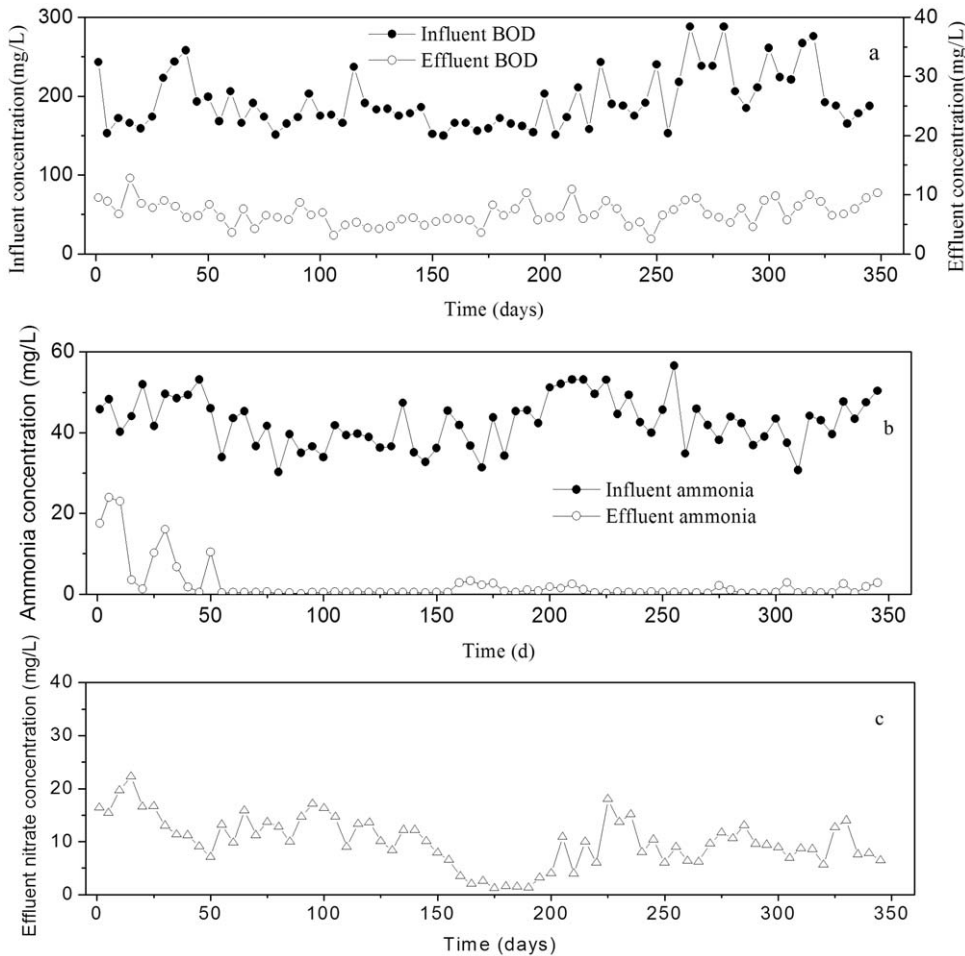 300
200
100
0
Influent concentration(mg/L)
Influent BOD
Effluent BOD
a
40
30
20
10
0
Effluent concentration(mg/L)
0 50 100 150 200 250 300 350
Time (days)
60
40
20
0
Ammonia concentration (mg/L)
b
Influent ammonia
Effluent ammonia
0 50 100 150 200 250 300 350
Time (d)
40
30
20
10
0
Effluent nitrate concentration (mg/L)
c
0 50 100 150 200 250 300 350
Time (days)